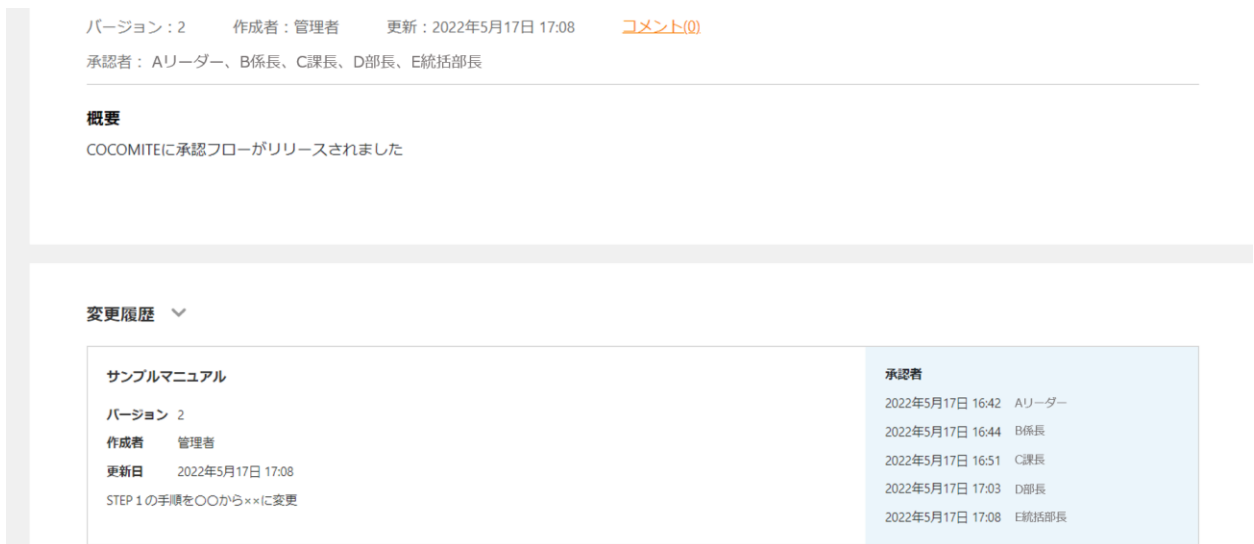 バージョン：2 作成者：管理者 更新：2022年5月17日 17:08 コメント(0)
承認者： Aリーダー、B係長、C課長、D部長、E統括部長
概要
COCOMITEに承認フローがリリースされました
変更履歴
サンプルマニュアル
バージョン 2
作成者 管理者
更新日 2022年5月17日 17:08
STEP１の手順を〇〇から××に変更
承認者
2022年5月17日 16:42 Aリーダー
2022年5月17日 16:44 B係長
2022年5月17日 16:51 C課長
2022年5月17日 17:03 D部長
2022年5月17日 17:08 E統括部長